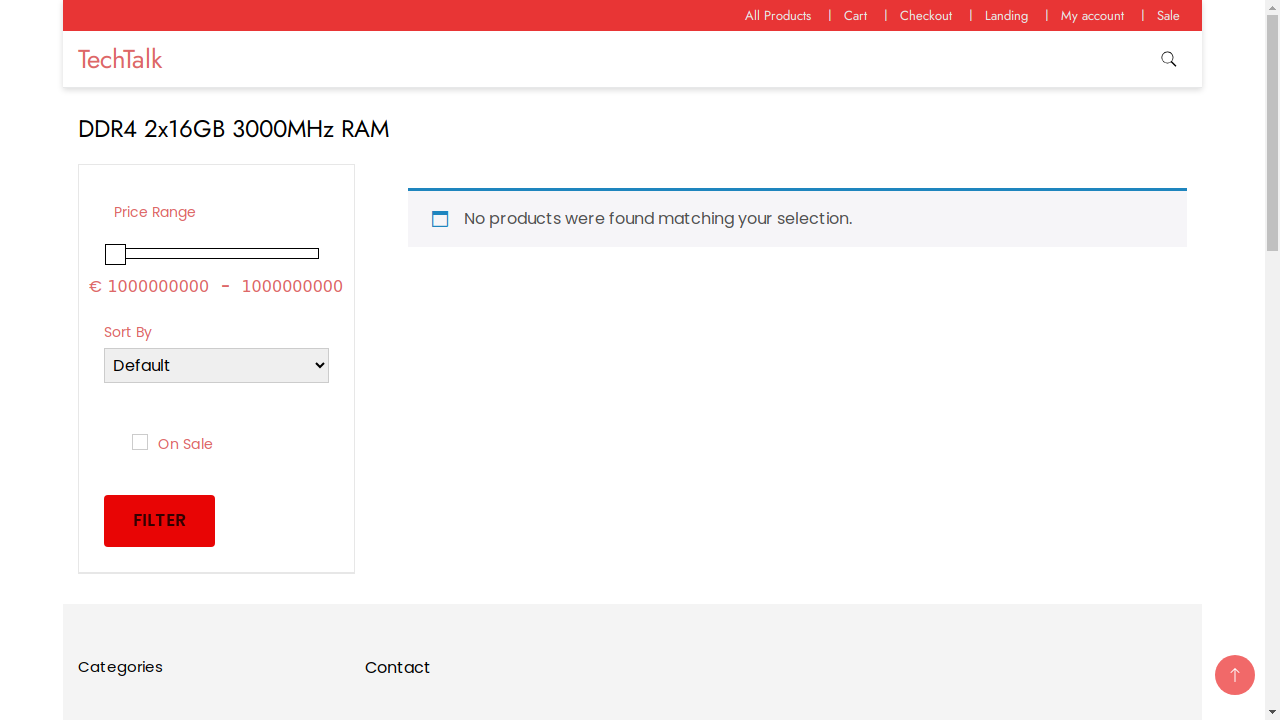 All Products | Cart | Checkout | Landing | My account | Sale
TechTalk
DDR4 2x16GB 3000MHz RAM
Price Range
€ 1000000000 - 1000000000
Sort By
Default
On Sale
FILTER
No products were found matching your selection.
Categories
Contact